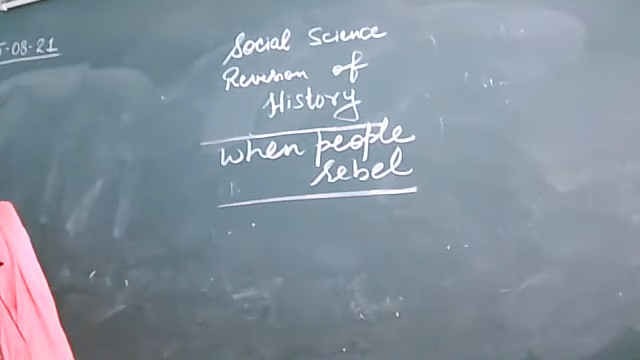 -08-21
Social Science
Revision of
History
when people
rebel